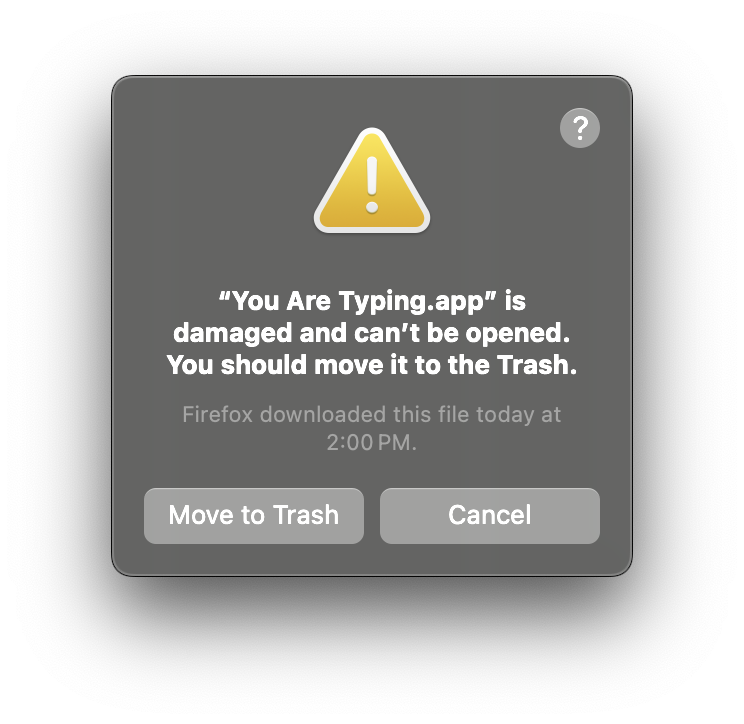 ?
“You Are Typing.app” is
damaged and can’t be opened.
You should move it to the Trash.
Firefox downloaded this file today at
2:00 PM.
Move to Trash
Cancel